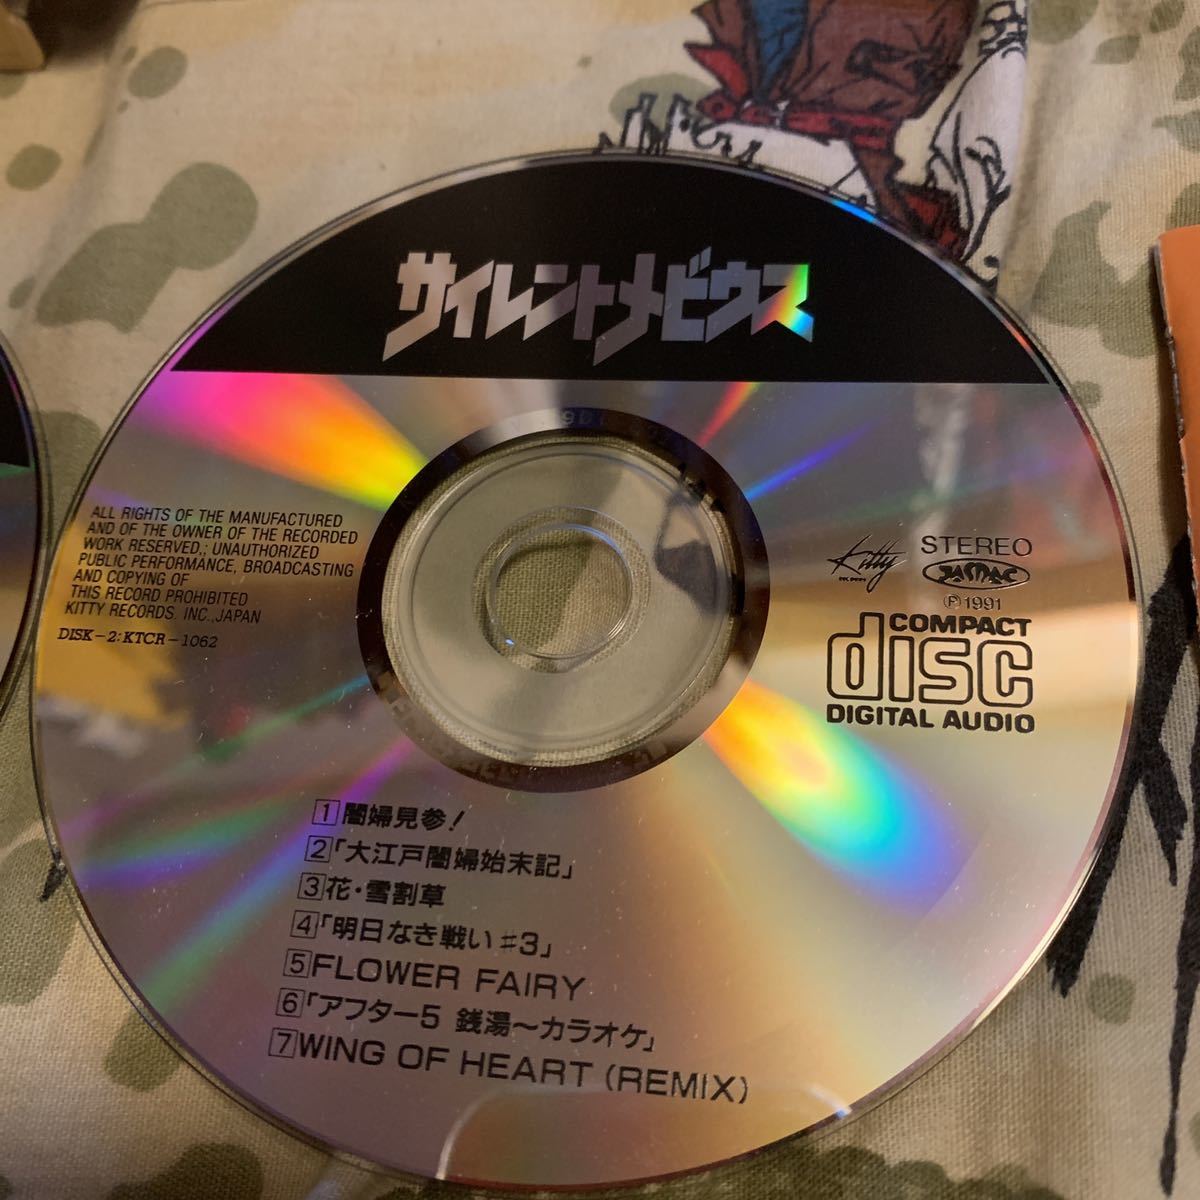 サイレントメビウス
ALL RIGHTS OF THE MANUFACTURED
AND OF THE OWNER OF THE RECORDED
WORK RESERVED,; UNAUTHORIZED
PUBLIC PERFORMANCE, BROADCASTING
AND COPYING OF
THIS RECORD PROHIBITED
KITTY RECORDS, INC.,JAPAN
DISK-2:KTCR-1062
Kitty
STEREO
JASRAC
Ⓟ1991
COMPACT
disc
DIGITAL AUDIO
1 闇婦見参!
2 「大江戸闇婦始末記」
3 花・雪割草
4 「明日なき戦い♯3」
5 FLOWER FAIRY
6 「アフター5 銭湯〜カラオケ」
7 WING OF HEART (REMIX)